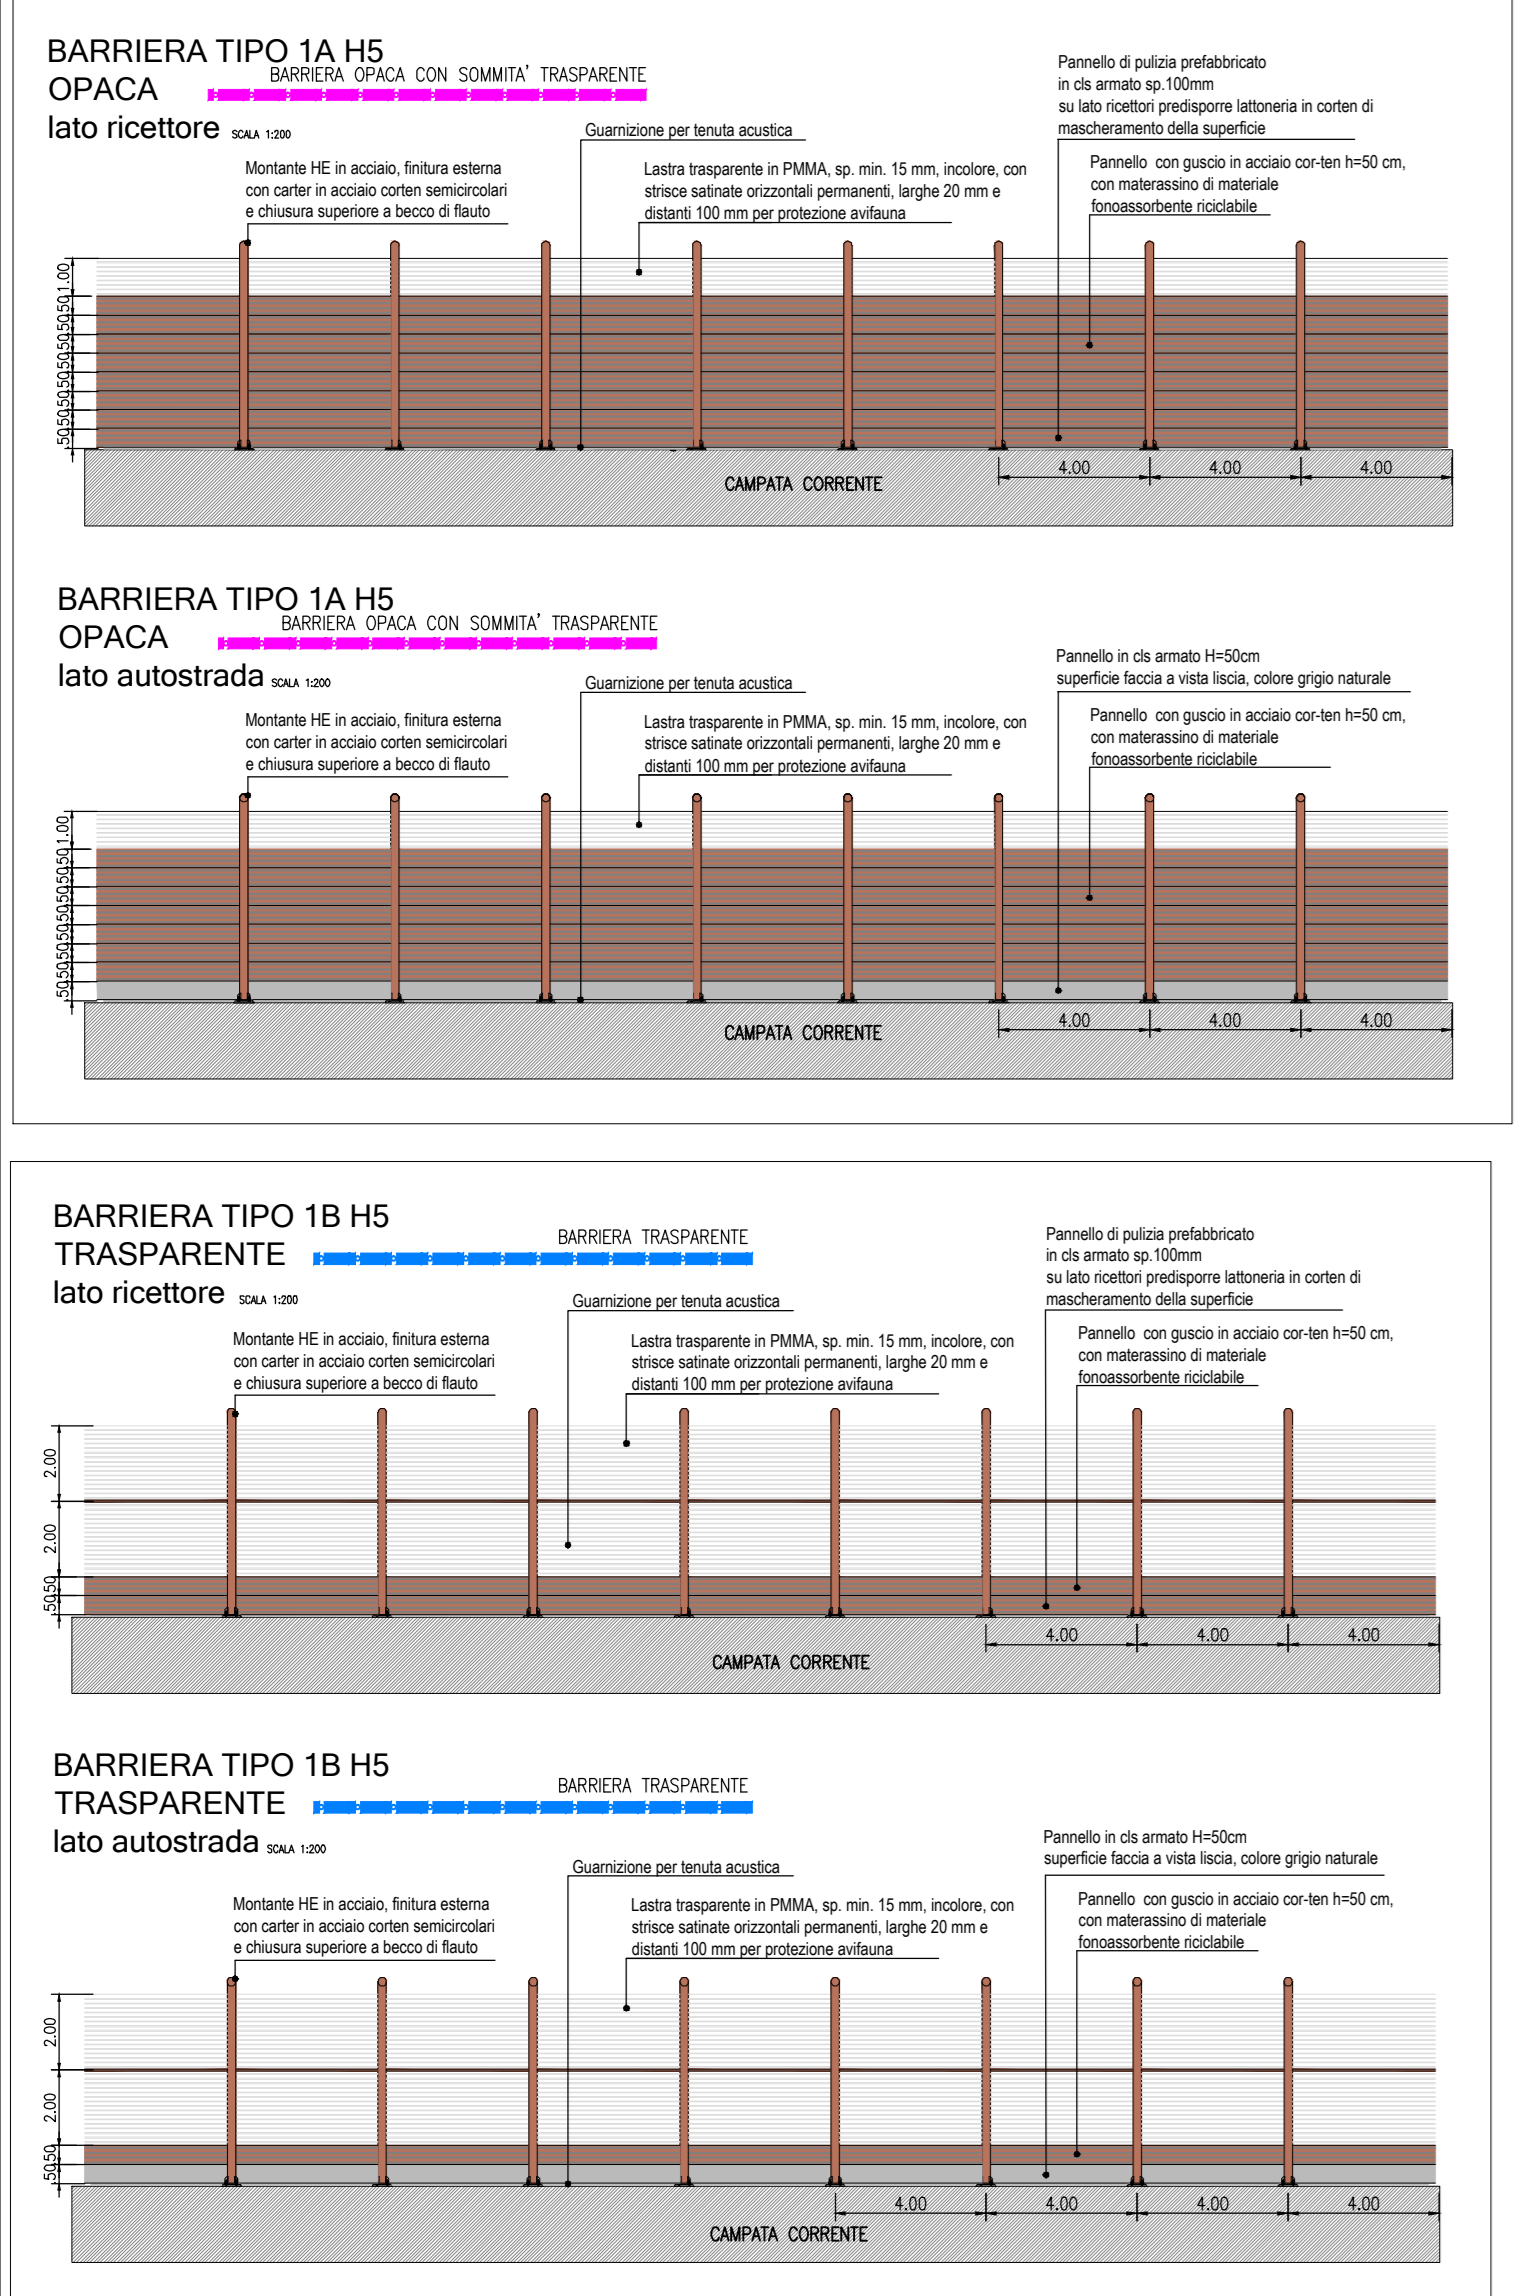 BARRIERA TIPO 1A H5
BARRIERA OPACA CON SOMMITA' TRASPARENTE
OPACA
lato ricettore SCALA 1:200
Pannello di pulizia prefabbricato
in cls armato sp.100mm
su lato ricettori predisporre lattoneria in corten di
mascheramento della superficie
Guarnizione per tenuta acustica
Montante HE in acciaio, finitura esterna
con carter in acciaio corten semicircolari
e chiusura superiore a becco di flauto
Lastra trasparente in PMMA, sp. min. 15 mm, incolore, con
strisce satinate orizzontali permanenti, larghe 20 mm e
distanti 100 mm per protezione avifauna
Pannello con guscio in acciaio cor-ten h=50 cm,
con materassino di materiale
fonoassorbente riciclabile
1.00
.50
.50
.50
.50
.50
.50
.50
.50
4.00
4.00
4.00
CAMPATA CORRENTE
BARRIERA TIPO 1A H5
BARRIERA OPACA CON SOMMITA' TRASPARENTE
OPACA
lato autostrada SCALA 1:200
Pannello in cls armato H=50cm
superficie faccia a vista liscia, colore grigio naturale
Guarnizione per tenuta acustica
Montante HE in acciaio, finitura esterna
con carter in acciaio corten semicircolari
e chiusura superiore a becco di flauto
Lastra trasparente in PMMA, sp. min. 15 mm, incolore, con
strisce satinate orizzontali permanenti, larghe 20 mm e
distanti 100 mm per protezione avifauna
Pannello con guscio in acciaio cor-ten h=50 cm,
con materassino di materiale
fonoassorbente riciclabile
1.00
.50
.50
.50
.50
.50
.50
.50
.50
4.00
4.00
4.00
CAMPATA CORRENTE
BARRIERA TIPO 1B H5
BARRIERA TRASPARENTE
TRASPARENTE
lato ricettore SCALA 1:200
Pannello di pulizia prefabbricato
in cls armato sp.100mm
su lato ricettori predisporre lattoneria in corten di
mascheramento della superficie
Guarnizione per tenuta acustica
Montante HE in acciaio, finitura esterna
con carter in acciaio corten semicircolari
e chiusura superiore a becco di flauto
Lastra trasparente in PMMA, sp. min. 15 mm, incolore, con
strisce satinate orizzontali permanenti, larghe 20 mm e
distanti 100 mm per protezione avifauna
Pannello con guscio in acciaio cor-ten h=50 cm,
con materassino di materiale
fonoassorbente riciclabile
2.00
2.00
.50
.50
4.00
4.00
4.00
CAMPATA CORRENTE
BARRIERA TIPO 1B H5
BARRIERA TRASPARENTE
TRASPARENTE
lato autostrada SCALA 1:200
Pannello in cls armato H=50cm
superficie faccia a vista liscia, colore grigio naturale
Guarnizione per tenuta acustica
Montante HE in acciaio, finitura esterna
con carter in acciaio corten semicircolari
e chiusura superiore a becco di flauto
Lastra trasparente in PMMA, sp. min. 15 mm, incolore, con
strisce satinate orizzontali permanenti, larghe 20 mm e
distanti 100 mm per protezione avifauna
Pannello con guscio in acciaio cor-ten h=50 cm,
con materassino di materiale
fonoassorbente riciclabile
2.00
2.00
.50
.50
4.00
4.00
4.00
4.00
CAMPATA CORRENTE